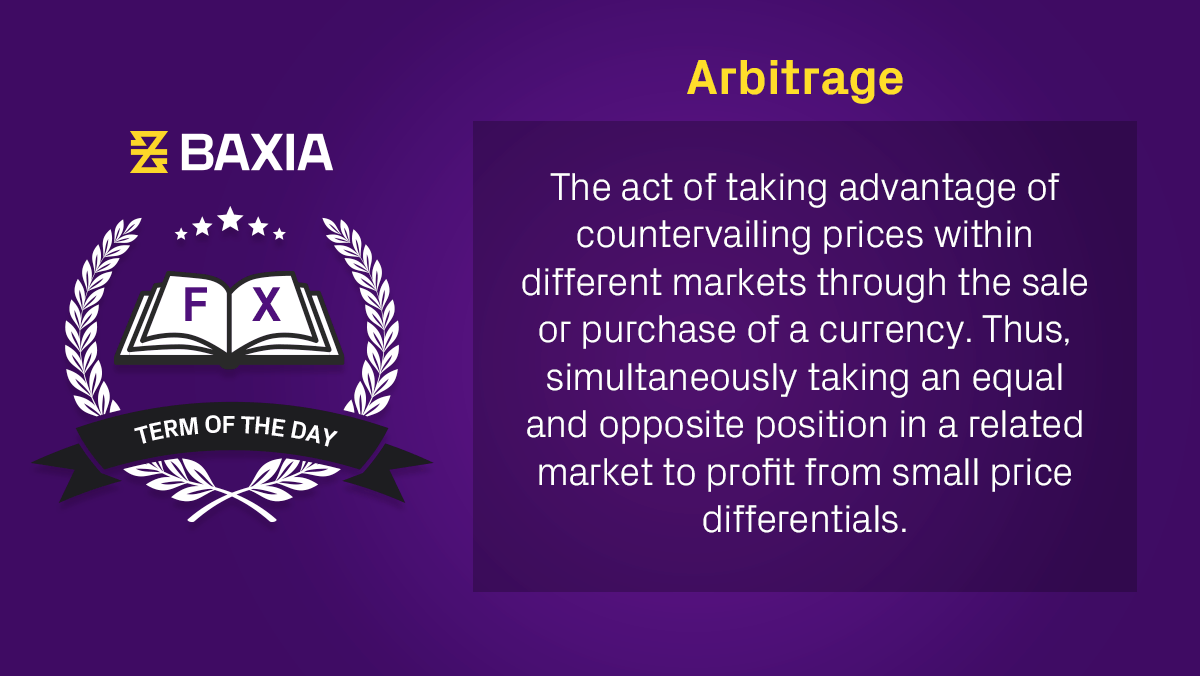 BAXIA
F X
TERM OF THE DAY
Arbitrage
The act of taking advantage of
countervailing prices within
different markets through the sale
or purchase of a currency. Thus,
simultaneously taking an equal
and opposite position in a related
market to profit from small price
differentials.